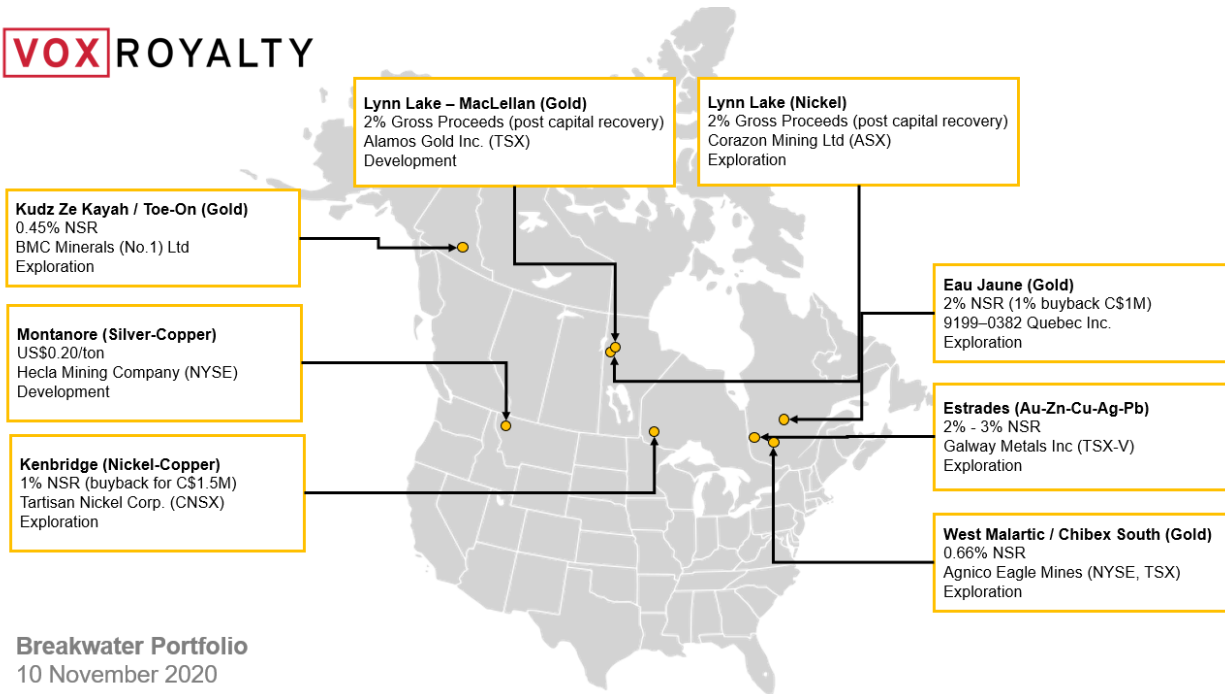 VOX ROYALTY
Lynn Lake – MacLellan (Gold)
2% Gross Proceeds (post capital recovery)
Alamos Gold Inc. (TSX)
Development
Lynn Lake (Nickel)
2% Gross Proceeds (post capital recovery)
Corazon Mining Ltd (ASX)
Exploration
Kudz Ze Kayah / Toe-On (Gold)
0.45% NSR
BMC Minerals (No.1) Ltd
Exploration
Eau Jaune (Gold)
2% NSR (1% buyback C$1M)
9199–0382 Quebec Inc.
Exploration
Montanore (Silver-Copper)
US$0.20/ton
Hecla Mining Company (NYSE)
Development
Estrades (Au-Zn-Cu-Ag-Pb)
2% - 3% NSR
Galway Metals Inc (TSX-V)
Exploration
Kenbridge (Nickel-Copper)
1% NSR (buyback for C$1.5M)
Tartisan Nickel Corp. (CNSX)
Exploration
West Malartic / Chibex South (Gold)
0.66% NSR
Agnico Eagle Mines (NYSE, TSX)
Exploration
Breakwater Portfolio
10 November 2020